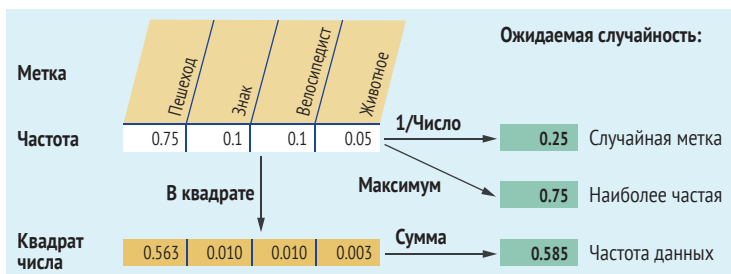 Ожидаемая случайность:
Метка
Пешеход
Знак
Велосипедист
Животное
Частота
0.75 0.1 0.1 0.05
1/Число
0.25 Случайная метка
В квадрате
Максимум
0.75 Наиболее частая
Квадрат
числа
0.563 0.010 0.010 0.003
Сумма
0.585 Частота данных